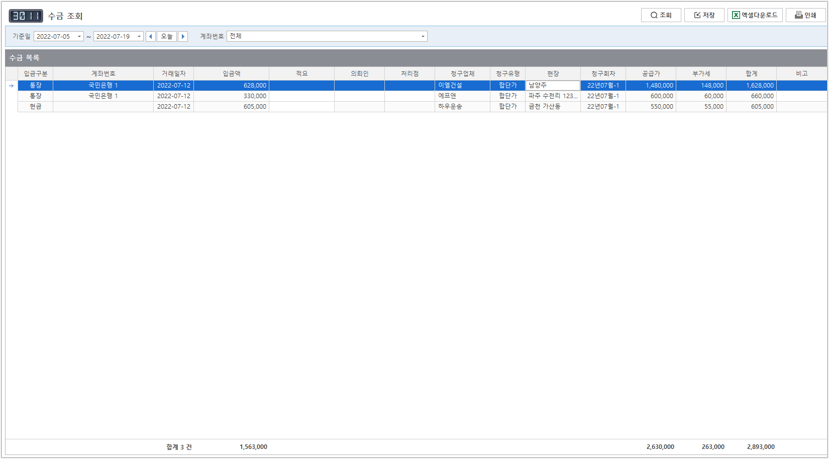 3011 수금 조회 조회 저장 엑셀다운로드 인쇄
기준일 2022-07-05 ~ 2022-07-19 오늘 계좌번호 전체
수금 목록
입금구분 계좌번호 거래일자 입금액 적요 의뢰인 처리점 청구업체 청구유형 현장 청구회차 공급가 부가세 합계 비고
통장 국민은행 1 2022-07-12 628,000 이엘건설 합단가 남양주 22년07월-1 1,480,000 148,000 1,628,000
통장 국민은행 1 2022-07-12 330,000 에프엔 합단가 파주 수전리 123... 22년07월-1 600,000 60,000 660,000
현금 2022-07-12 605,000 하우운송 합단가 금천 가산동 22년07월-1 550,000 55,000 605,000
합계 3 건 1,563,000 2,630,000 263,000 2,893,000